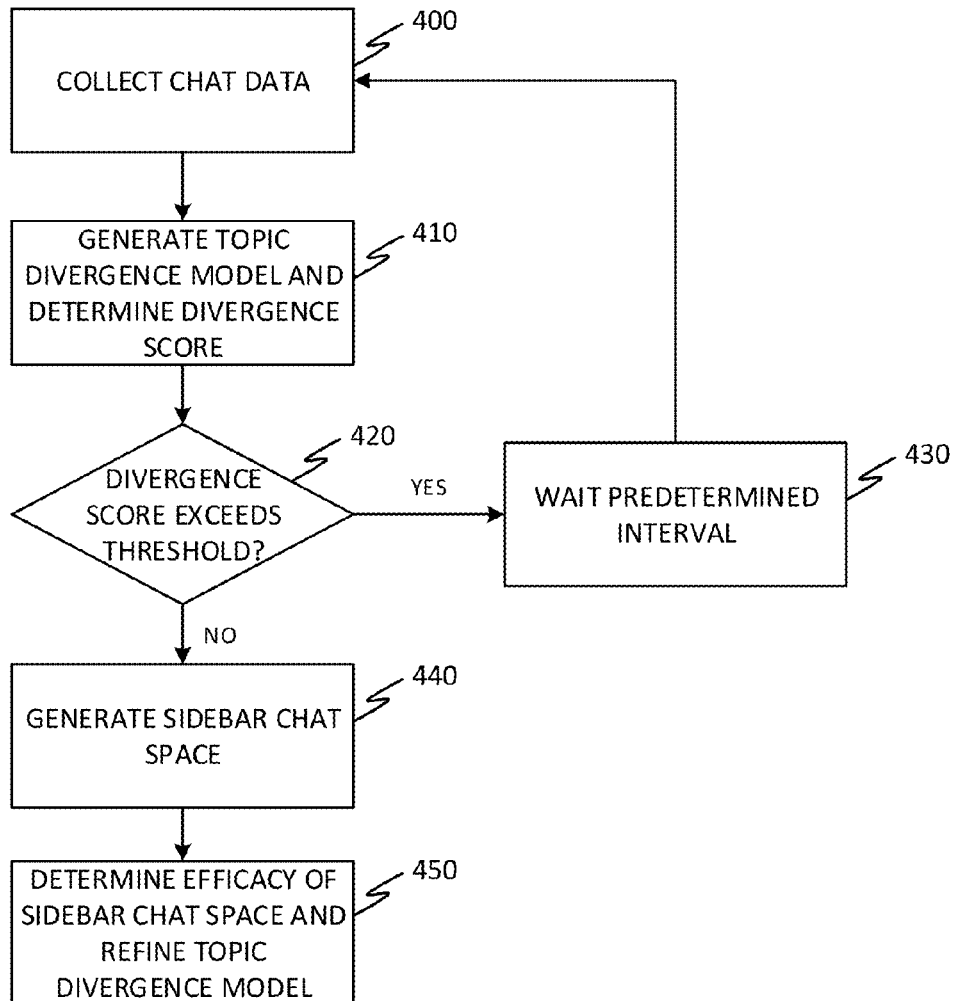 400
COLLECT CHAT DATA
410
GENERATE TOPIC
DIVERGENCE MODEL AND
DETERMINE DIVERGENCE
SCORE
420
DIVERGENCE
SCORE EXCEEDS
THRESHOLD?
YES
430
WAIT PREDETERMINED
INTERVAL
NO
440
GENERATE SIDEBAR CHAT
SPACE
450
DETERMINE EFFICACY OF
SIDEBAR CHAT SPACE AND
REFINE TOPIC
DIVERGENCE MODEL